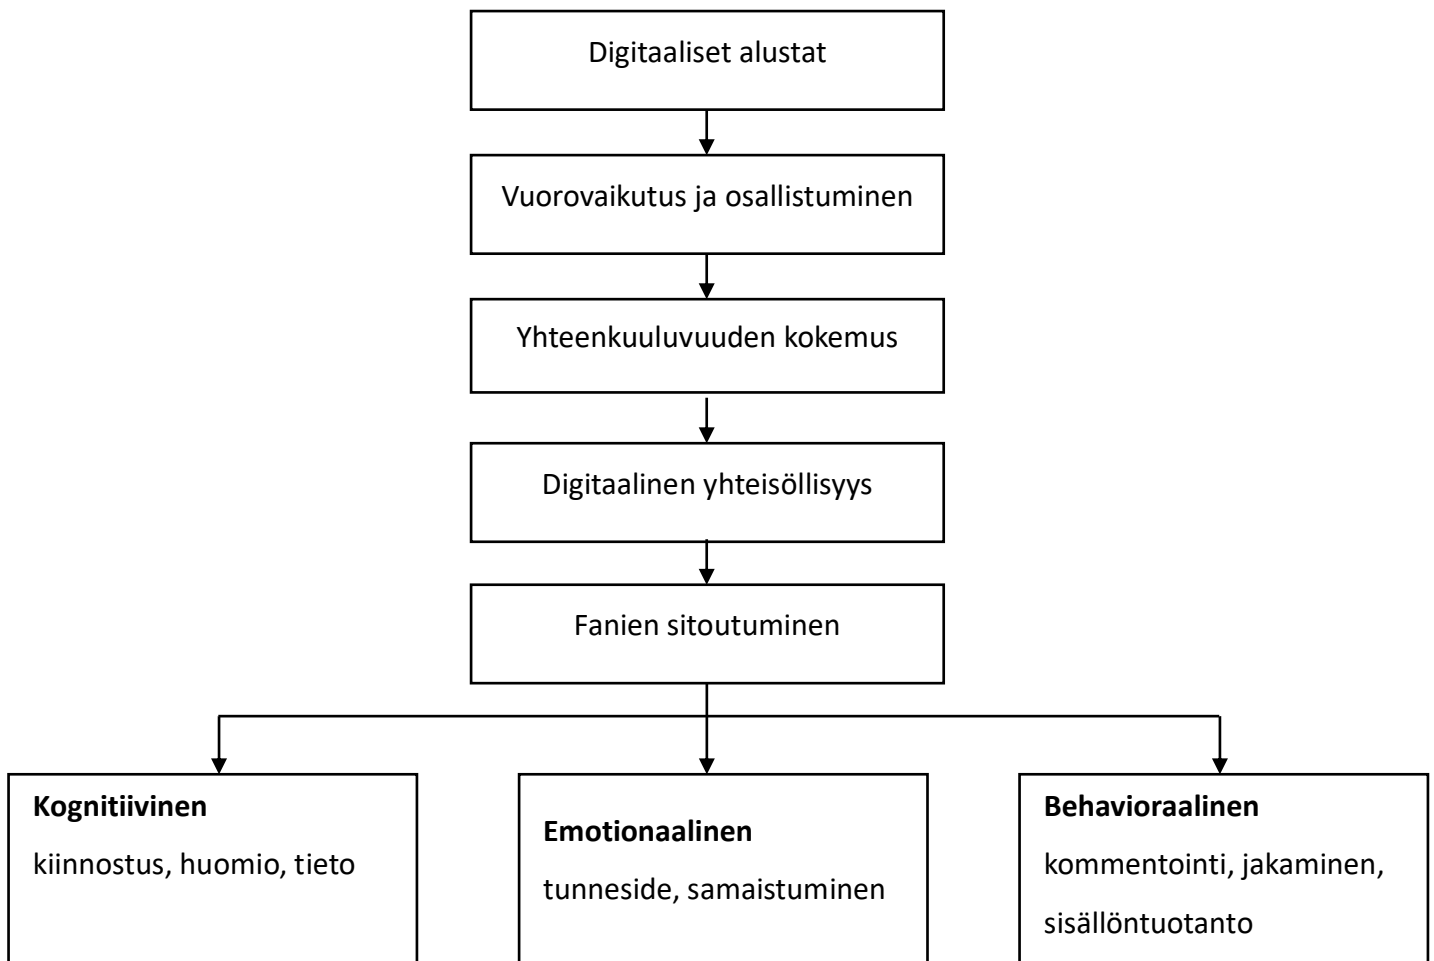 Digitaaliset alustat
Vuorovaikutus ja osallistuminen
Yhteenkuuluvuuden kokemus
Digitaalinen yhteisöllisyys
Fanien sitoutuminen
Kognitiivinen
kiinnostus, huomio, tieto
Emotionaalinen
tunneside, samaistuminen
Behavioraalinen
kommentointi, jakaminen,
sisällöntuotanto